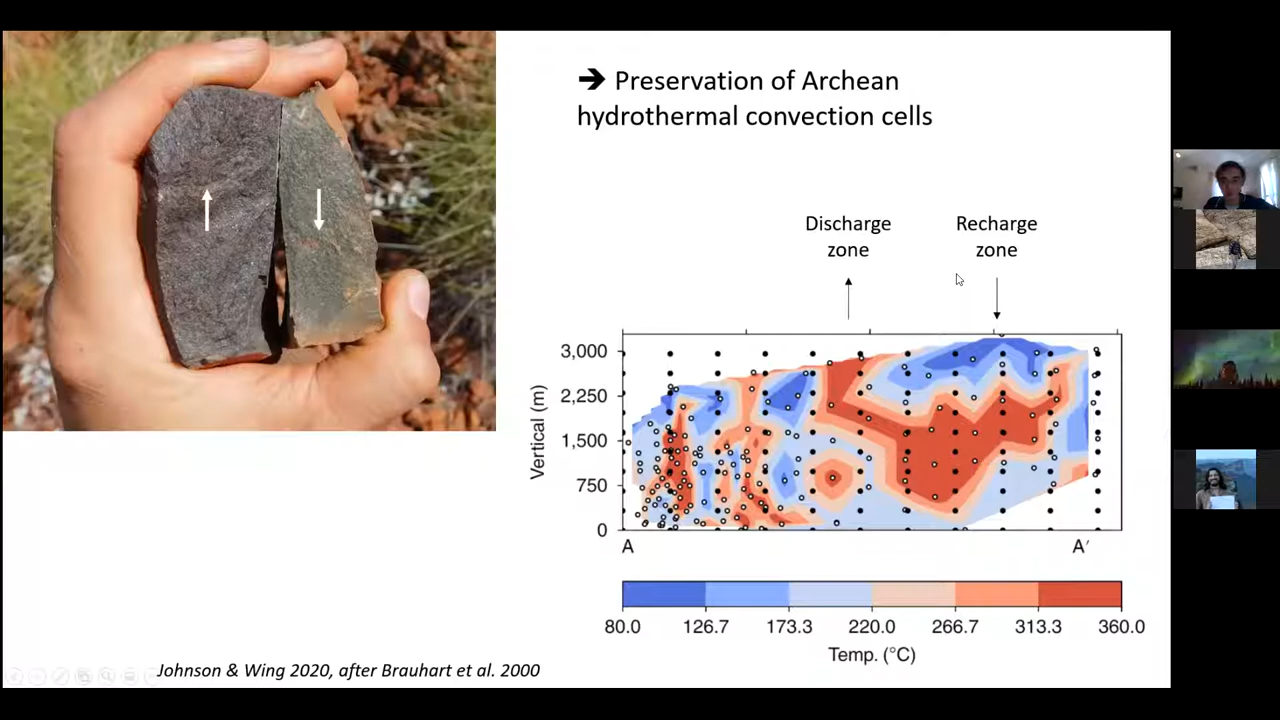 ➔ Preservation of Archean
hydrothermal convection cells
Discharge
zone
Recharge
zone
3,000
2,250
1,500
750
0
Vertical (m)
A
A′
80.0 126.7 173.3 220.0 266.7 313.3 360.0
Temp. (°C)
Johnson & Wing 2020, after Brauhart et al. 2000